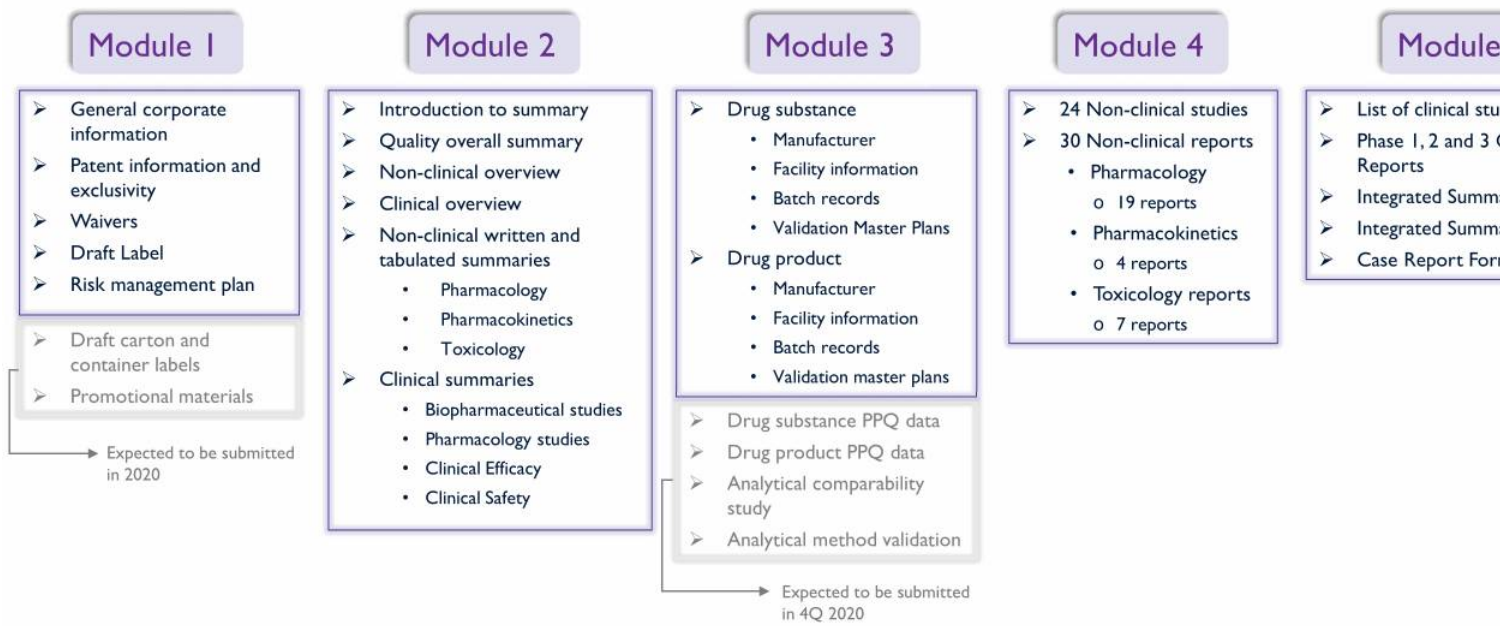 Module 1
General corporate
information
Patent information and
exclusivity
Waivers
Draft Label
Risk management plan
Draft carton and
container labels
Promotional materials
Expected to be submitted
in 2020
Module 2
Introduction to summary
Quality overall summary
Non-clinical overview
Clinical overview
Non-clinical written and
tabulated summaries
Pharmacology
Pharmacokinetics
Toxicology
Clinical summaries
Biopharmaceutical studies
Pharmacology studies
Clinical Efficacy
Clinical Safety
Module 3
Drug substance
Manufacturer
Facility information
Batch records
Validation Master Plans
Drug product
Manufacturer
Facility information
Batch records
Validation master plans
Drug substance PPQ data
Drug product PPQ data
Analytical comparability
study
Analytical method validation
Expected to be submitted
in 4Q 2020
Module 4
24 Non-clinical studies
30 Non-clinical reports
Pharmacology
19 reports
Pharmacokinetics
4 reports
Toxicology reports
7 reports
Module
List of clinical
Phase 1, 2 and 3
Reports
Integrated
Integrated
Case Report